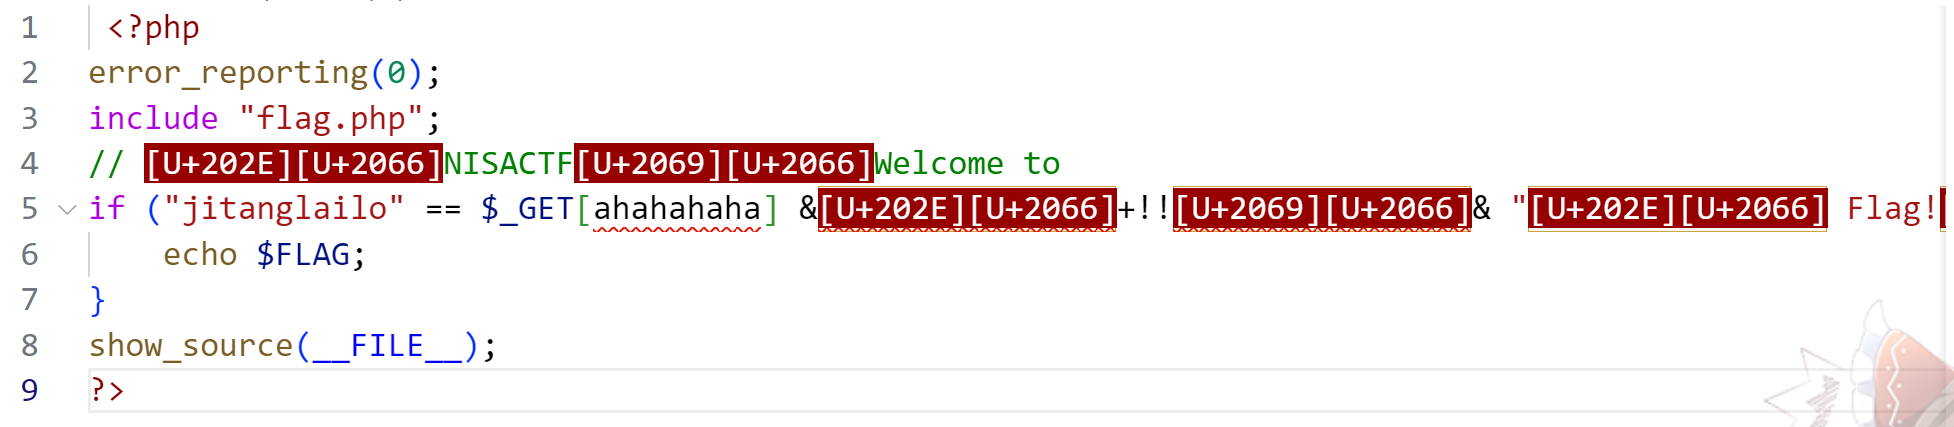 1 <?php
2 error_reporting(0);
3 include "flag.php";
4 // [U+202E][U+2066]NISACTF[U+2069][U+2066]Welcome to
5 if ("jitanglailo" == $_GET[ahahahaha] &[U+202E][U+2066]+!![U+2069][U+2066]& "[U+202E][U+2066] Flag![
6 echo $FLAG;
7 }
8 show_source(__FILE__);
9 ?>